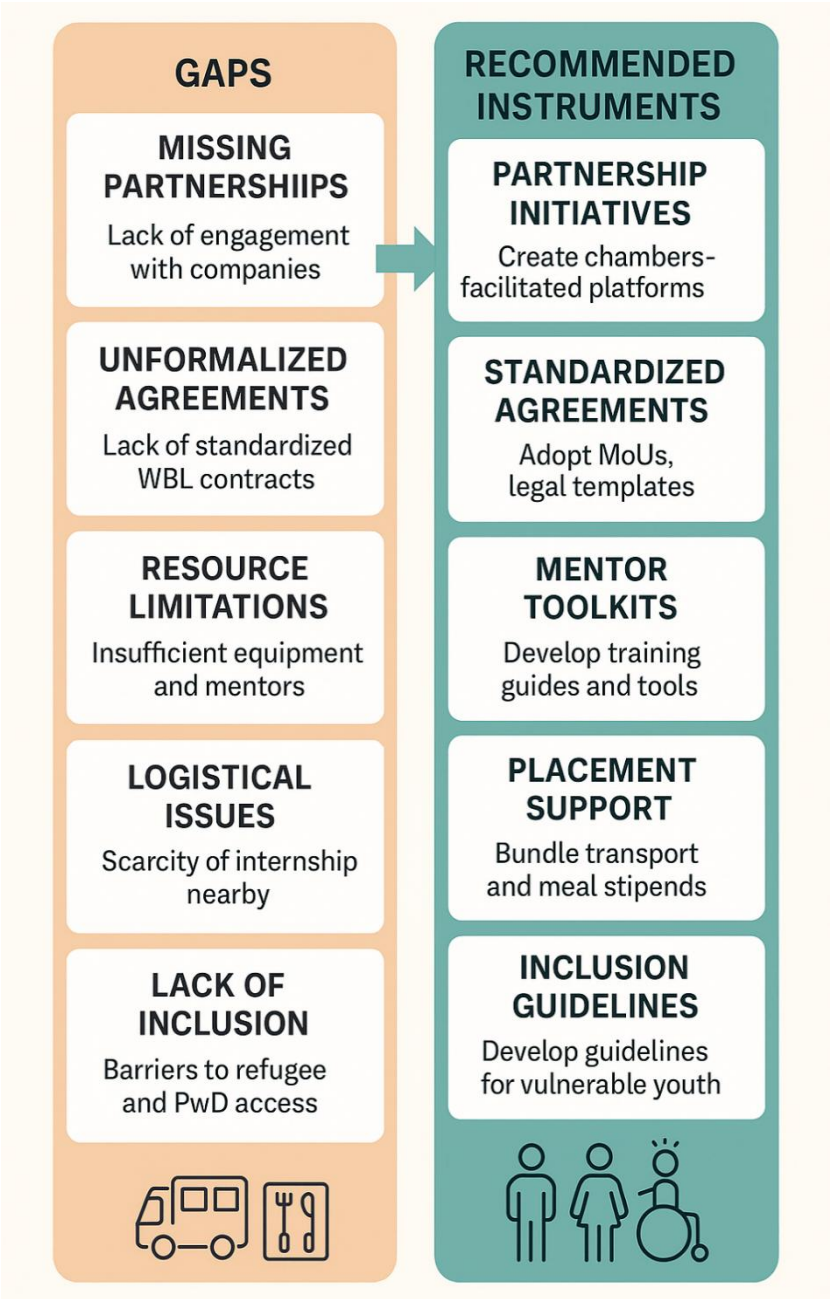 GAPS
MISSING
PARTNERSHIIPS
Lack of engagement
with companies
UNFORMALIZED
AGREEMENTS
Lack of standardized
WBL contracts
RESOURCE
LIMITATIONS
Insufficient equipment
and mentors
LOGISTICAL
ISSUES
Scarcity of internship
nearby
LACK OF
INCLUSION
Barriers to refugee
and PwD access
RECOMMENDED
INSTRUMENTS
PARTNERSHIP
INITIATIVES
Create chambers-
facilitated platforms
STANDARDIZED
AGREEMENTS
Adopt MoUs,
legal templates
MENTOR
TOOLKITS
Develop training
guides and tools
PLACEMENT
SUPPORT
Bundle transport
and meal stipends
INCLUSION
GUIDELINES
Develop guidelines
for vulnerable youth